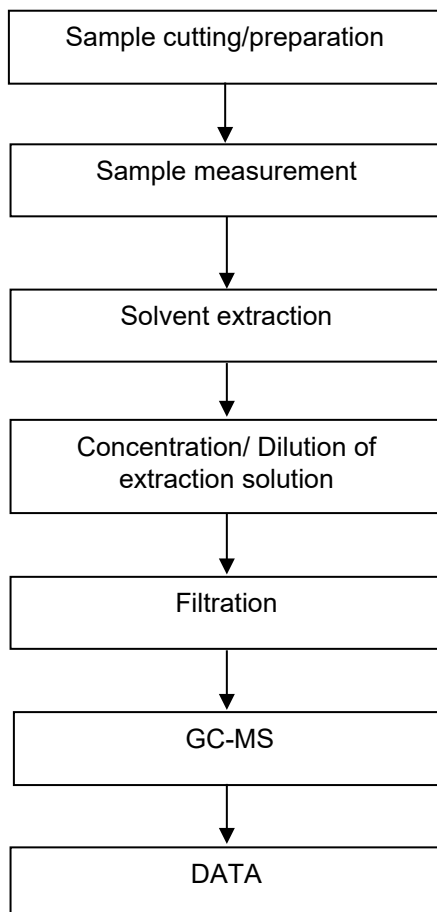 Sample cutting/preparation
Sample measurement
Solvent extraction
Concentration/ Dilution of
extraction solution
Filtration
GC-MS
DATA